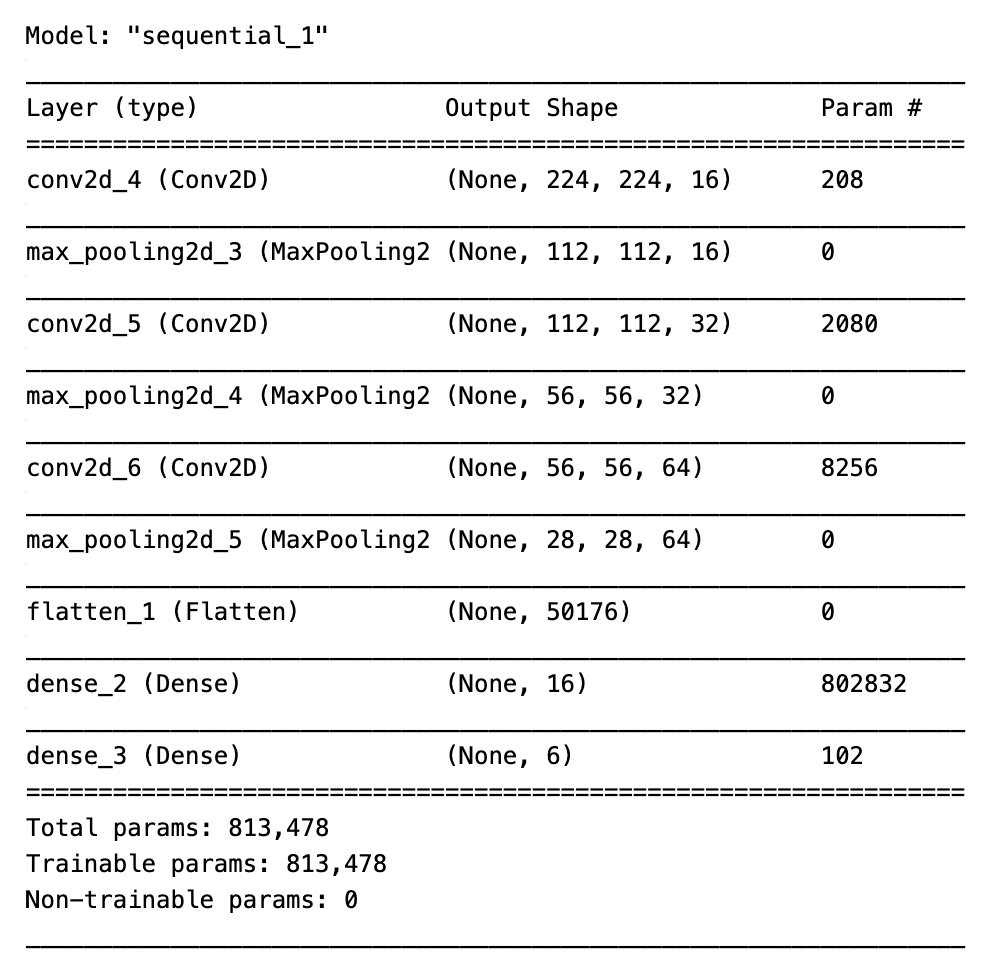 Model: "sequential_1"
_________________________________________________________________
Layer (type)                 Output Shape              Param #
=================================================================
conv2d_4 (Conv2D)            (None, 224, 224, 16)      208
_________________________________________________________________
max_pooling2d_3 (MaxPooling2 (None, 112, 112, 16)      0
_________________________________________________________________
conv2d_5 (Conv2D)            (None, 112, 112, 32)      2080
_________________________________________________________________
max_pooling2d_4 (MaxPooling2 (None, 56, 56, 32)        0
_________________________________________________________________
conv2d_6 (Conv2D)            (None, 56, 56, 64)        8256
_________________________________________________________________
max_pooling2d_5 (MaxPooling2 (None, 28, 28, 64)        0
_________________________________________________________________
flatten_1 (Flatten)          (None, 50176)             0
_________________________________________________________________
dense_2 (Dense)              (None, 16)                802832
_________________________________________________________________
dense_3 (Dense)              (None, 6)                 102
=================================================================
Total params: 813,478
Trainable params: 813,478
Non-trainable params: 0
_________________________________________________________________